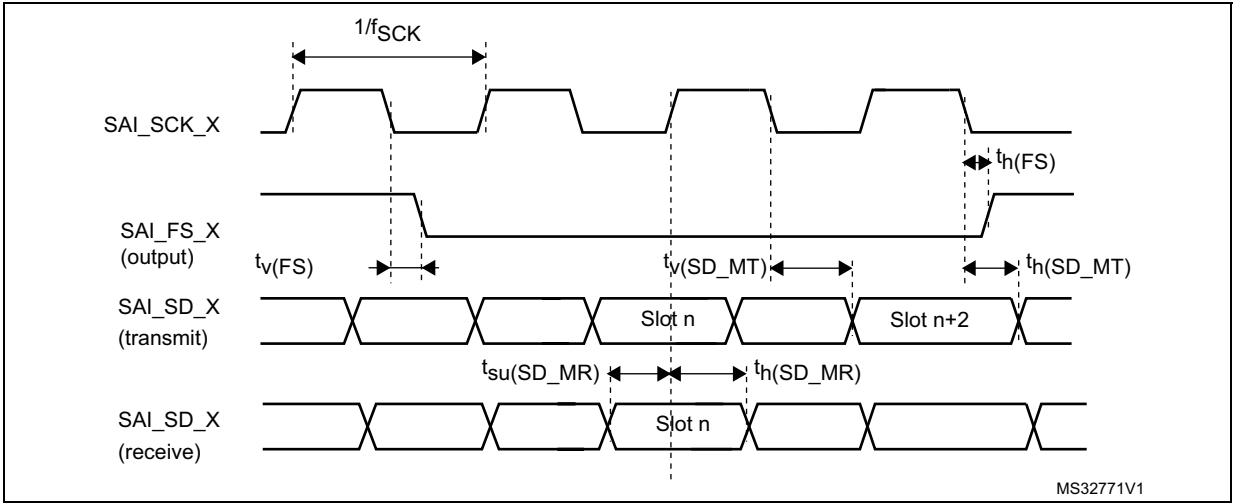 1/fSCK
SAI_SCK_X
th(FS)
SAI_FS_X
(output)
tv(FS)
tv(SD_MT)
th(SD_MT)
SAI_SD_X
(transmit)
Slot n
Slot n+2
tsu(SD_MR)
th(SD_MR)
SAI_SD_X
(receive)
Slot n
MS32771V1